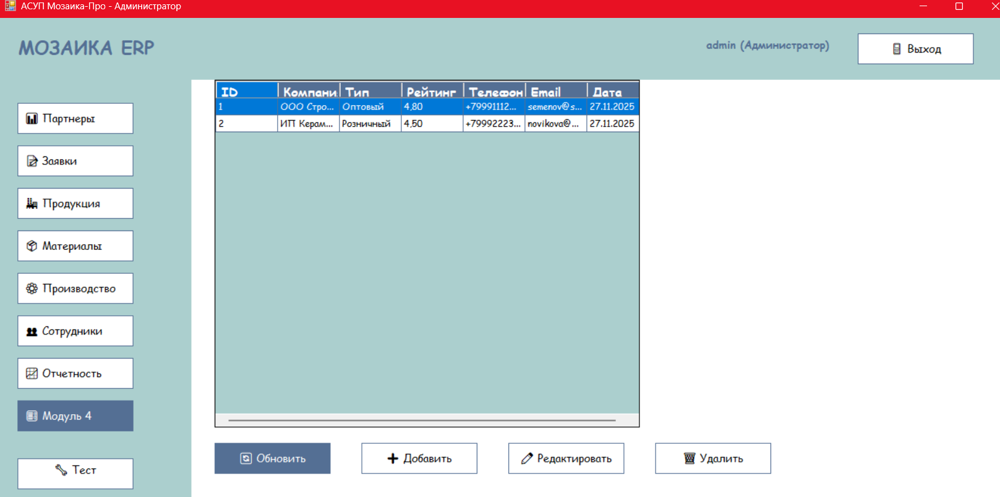 АСУП Мозаика-Про - Администратор
МОЗАИКА ERP
admin (Администратор)
Выход
Партнеры
Заявки
Продукция
Материалы
Производство
Сотрудники
Отчетность
Модуль 4
Тест
ID Компани Тип Рейтинг Телефон Email Дата
1 ООО Стро... Оптовый 4,80 +79991112... semenov@s... 27.11.2025
2 ИП Керам... Розничный 4,50 +79992223... novikova@... 27.11.2025
Обновить Добавить Редактировать Удалить